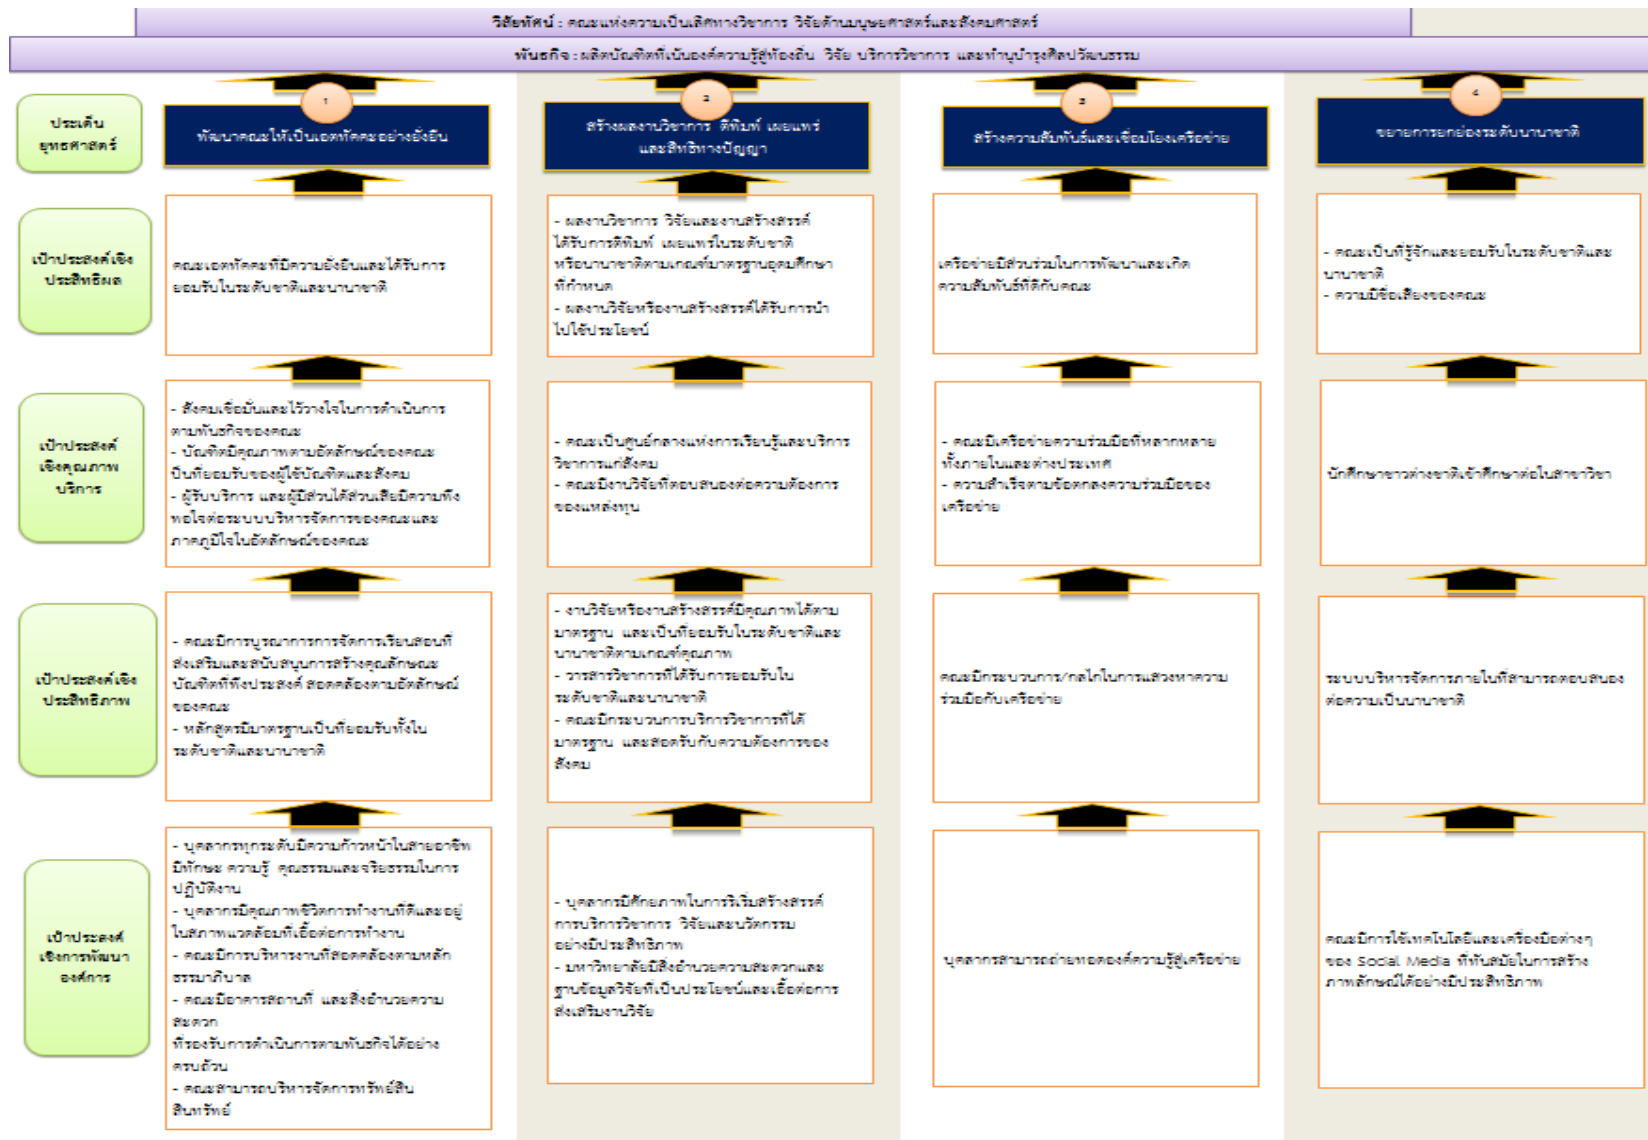 วิสัยทัศน์ : คณะแห่งความเป็นเลิศทางวิชาการ วิจัยด้านมนุษยศาสตร์และสังคมศาสตร์
พันธกิจ : ผลิตบัณฑิตที่เน้นองค์ความรู้สู่ท้องถิ่น วิจัย บริการวิชาการ และทำนุบำรุงศิลปวัฒนธรรม
ประเด็น
ยุทธศาสตร์
1
พัฒนาคณะให้เป็นเอตทัคคะอย่างยั่งยืน
2
สร้างผลงานวิชาการ ตีพิมพ์ เผยแพร่
และสิทธิทางปัญญา
3
สร้างความสัมพันธ์และเชื่อมโยงเครือข่าย
4
ขยายการยกย่องระดับนานาชาติ
เป้าประสงค์เชิง
ประสิทธิผล
คณะเอตทัคคะที่มีความยั่งยืนและได้รับการ
ยอมรับในระดับชาติและนานาชาติ
- ผลงานวิชาการ วิจัยและงานสร้างสรรค์
ได้รับการตีพิมพ์ เผยแพร่ในระดับชาติ
หรือนานาชาติตามเกณฑ์มาตรฐานอุดมศึกษา
ที่กำหนด
- ผลงานวิจัยหรืองานสร้างสรรค์ได้รับการนำ
ไปใช้ประโยชน์
เครือข่ายมีส่วนร่วมในการพัฒนาและเกิด
ความสัมพันธ์ที่ดีกับคณะ
- คณะเป็นที่รู้จักและยอมรับในระดับชาติและ
นานาชาติ
- ความมีชื่อเสียงของคณะ
เป้าประสงค์
เชิงคุณภาพ
บริการ
- สังคมเชื่อมั่นและไว้วางใจในการดำเนินการ
ตามพันธกิจของคณะ
- บัณฑิตมีคุณภาพตามอัตลักษณ์ของคณะ
ป็นที่ยอมรับของผู้ใช้บัณฑิตและสังคม
- ผู้รับบริการ และผู้มีส่วนได้ส่วนเสียมีความพึง
พอใจต่อระบบบริหารจัดการของคณะและ
ภาคภูมิใจในอัตลักษณ์ของคณะ
- คณะเป็นศูนย์กลางแห่งการเรียนรู้และบริการ
วิชาการแก่สังคม
- คณะมีงานวิจัยที่ตอบสนองต่อความต้องการ
ของแหล่งทุน
- คณะมีเครือข่ายความร่วมมือที่หลากหลาย
ทั้งภายในและต่างประเทศ
- ความสำเร็จตามข้อตกลงความร่วมมือของ
เครือข่าย
นักศึกษาชาวต่างชาติเข้าศึกษาต่อในสาขาวิชา
เป้าประสงค์เชิง
ประสิทธิภาพ
- คณะมีการบูรณาการการจัดการเรียนสอนที่
ส่งเสริมและสนับสนุนการสร้างคุณลักษณะ
บัณฑิตที่พึงประสงค์ สอดคล้องตามอัตลักษณ์
ของคณะ
- หลักสูตรมีมาตรฐานเป็นที่ยอมรับทั้งใน
ระดับชาติและนานาชาติ
- งานวิจัยหรืองานสร้างสรรค์มีคุณภาพได้ตาม
มาตรฐาน และเป็นที่ยอมรับในระดับชาติและ
นานาชาติตามเกณฑ์คุณภาพ
- วารสารวิชาการที่ได้รับการยอมรับใน
ระดับชาติและนานาชาติ
- คณะมีกระบวนการบริการวิชาการที่ได้
มาตรฐาน และสอดรับกับความต้องการของ
สังคม
คณะมีกระบวนการ/กลไกในการแสวงหาความ
ร่วมมือกับเครือข่าย
ระบบบริหารจัดการภายในที่สามารถตอบสนอง
ต่อความเป็นนานาชาติ
เป้าประสงค์
เชิงการพัฒนา
องค์การ
- บุคลากรทุกระดับมีความก้าวหน้าในสายอาชีพ
มีทักษะ ความรู้ คุณธรรมและจริยธรรมในการ
ปฏิบัติงาน
- บุคลากรมีคุณภาพชีวิตการทำงานที่ดีและอยู่
ในสภาพแวดล้อมที่เอื้อต่อการทำงาน
- คณะมีการบริหารงานที่สอดคล้องตามหลัก
ธรรมาภิบาล
- คณะมีอาคารสถานที่ และสิ่งอำนวยความ
สะดวก
ที่รองรับการดำเนินการตามพันธกิจได้อย่าง
ครบถ้วน
- คณะสามารถบริหารจัดการทรัพย์สิน
สินทรัพย์
- บุคลากรมีศักยภาพในการริเริ่มสร้างสรรค์
การบริการวิชาการ วิจัยและนวัตกรรม
อย่างมีประสิทธิภาพ
- มหาวิทยาลัยมีสิ่งอำนวยความสะดวกและ
ฐานข้อมูลวิจัยที่เป็นประโยชน์และเอื้อต่อการ
ส่งเสริมงานวิจัย
บุคลากรสามารถถ่ายทอดองค์ความรู้สู่เครือข่าย
คณะมีการใช้เทคโนโลยีและเครื่องมือต่างๆ
ของ Social Media ที่ทันสมัยในการสร้าง
ภาพลักษณ์ได้อย่างมีประสิทธิภาพ